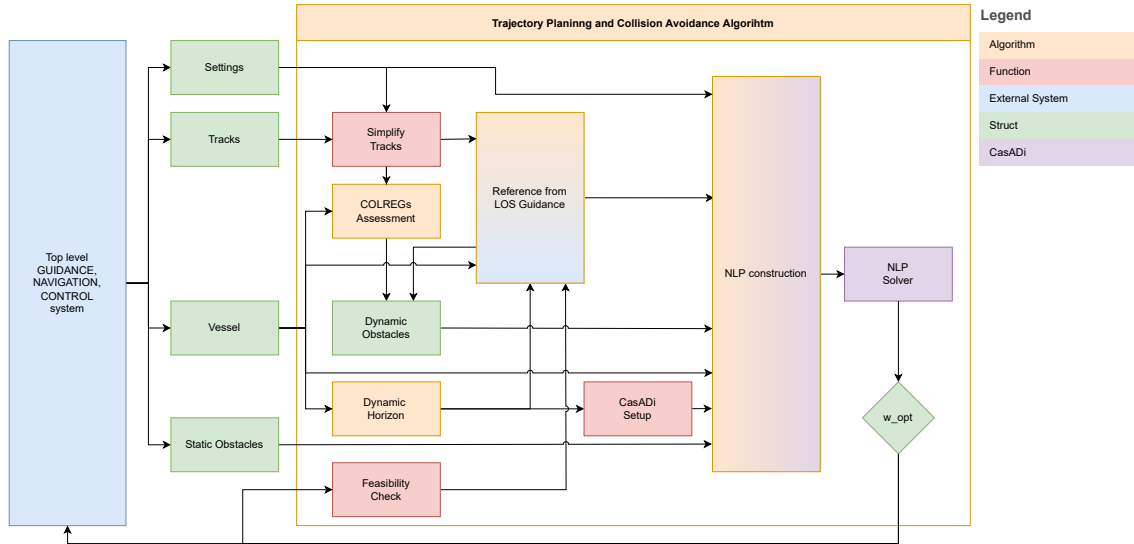 Trajectory Planinng and Collision Avoidance Algorihtm
Legend
Algorithm
Function
External System
Struct
CasADi
Top level
GUIDANCE,
NAVIGATION,
CONTROL
system
Settings
Tracks
Vessel
Static Obstacles
Simplify
Tracks
COLREGs
Assessment
Dynamic
Obstacles
Dynamic
Horizon
Feasibility
Check
Reference from
LOS Guidance
CasADi
Setup
NLP construction
NLP
Solver
w_opt